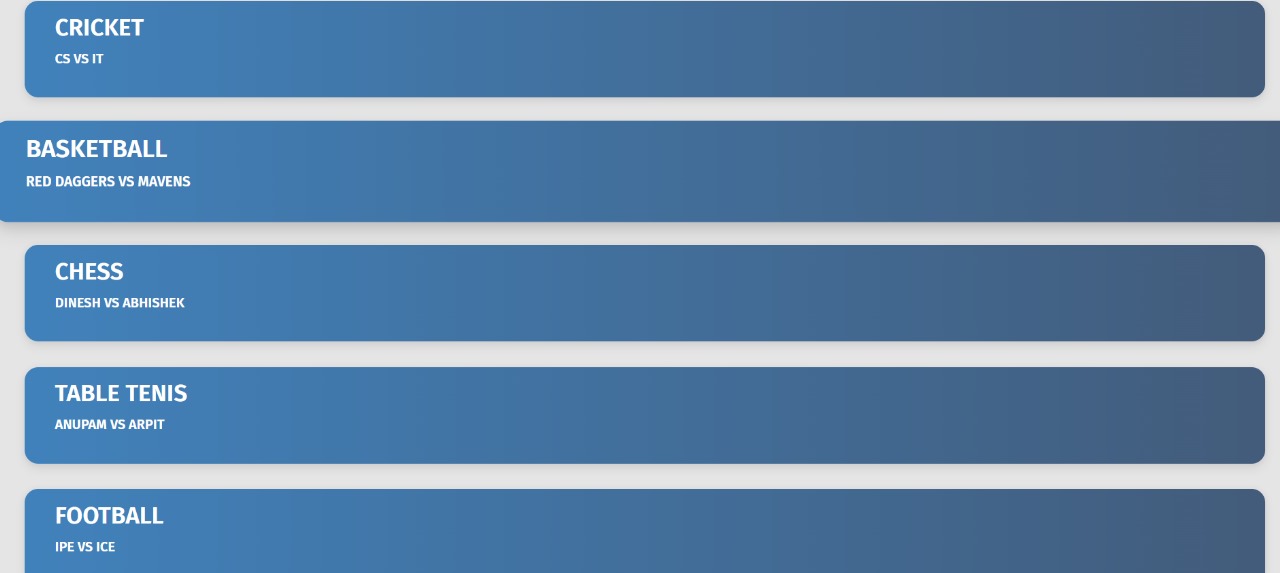 CRICKET
CS VS IT
BASKETBALL
RED DAGGERS VS MAVENS
CHESS
DINESH VS ABHISHEK
TABLE TENIS
ANUPAM VS ARPIT
FOOTBALL
IPE VS ICE